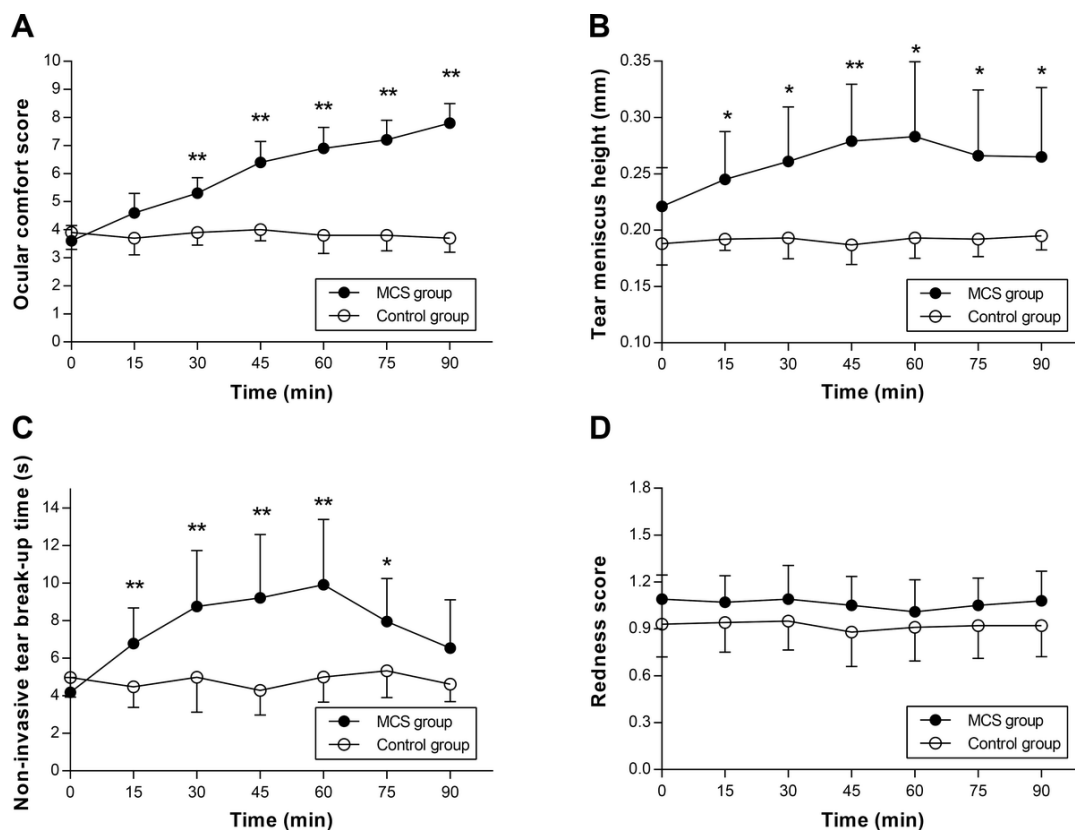 A
Ocular comfort score
10
9
8
7
6
5
4
3
2
1
0
** ** ** ** **
MCS group
Control group
0 15 30 45 60 75 90
Time (min)
B
Tear meniscus height (mm)
0.35
0.30
0.25
0.20
0.15
0.10
* * ** * * *
MCS group
Control group
0 15 30 45 60 75 90
Time (min)
C
Non-invasive tear break-up time (s)
14
12
10
8
6
4
2
0
** ** ** ** *
MCS group
Control group
0 15 30 45 60 75 90
Time (min)
D
Redness score
1.8
1.5
1.2
0.9
0.6
0.3
0.0
MCS group
Control group
0 15 30 45 60 75 90
Time (min)